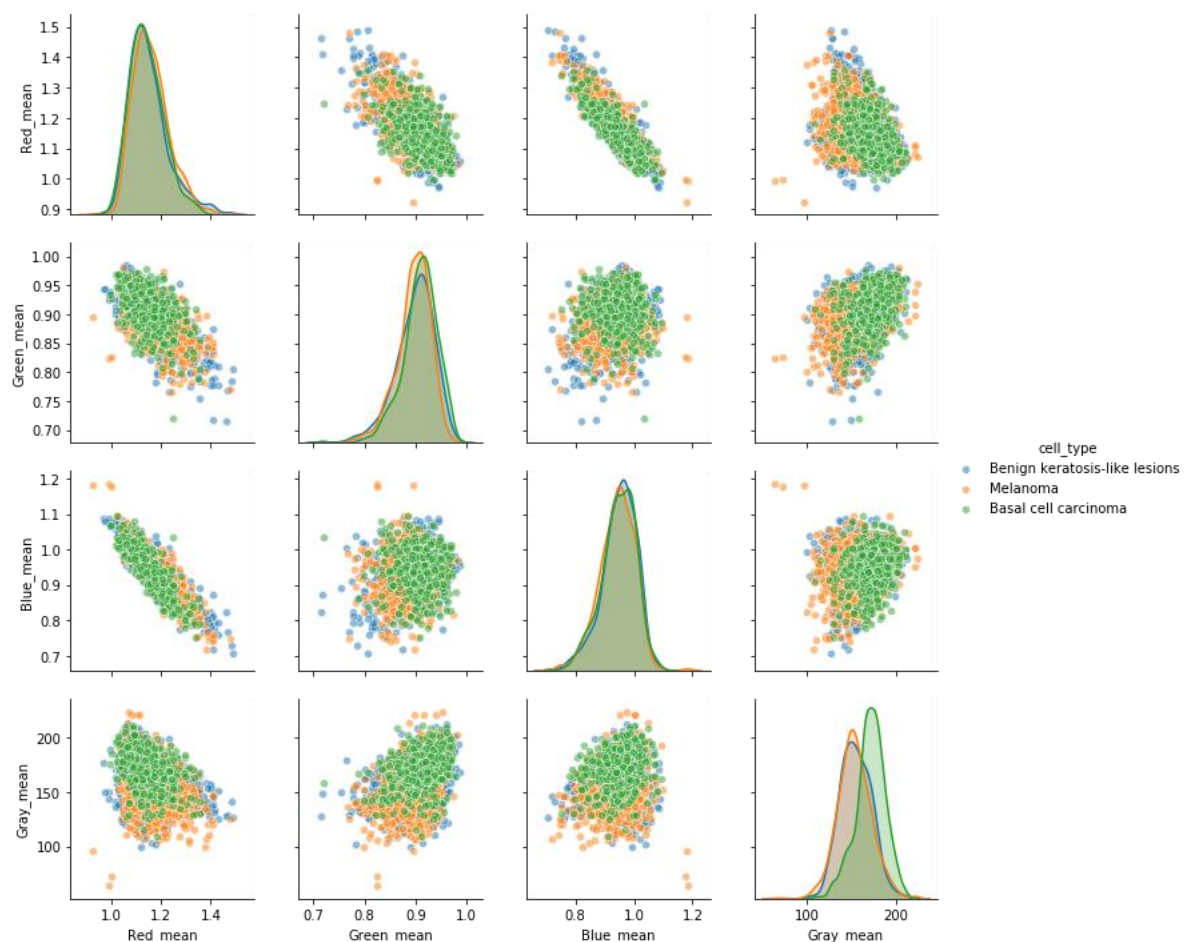 1.5
1.4
1.3
1.2
1.1
1.0
0.9
Red_mean
1.00
0.95
0.90
0.85
0.80
0.75
0.70
Green_mean
cell_type
Benign keratosis-like lesions
Melanoma
Basal cell carcinoma
1.2
1.1
1.0
0.9
0.8
0.7
Blue_mean
200
150
100
Gray_mean
1.0 1.2 1.4 0.7 0.8 0.9 1.0 0.8 1.0 1.2 100 200
Red_mean Green_mean Blue_mean Gray_mean